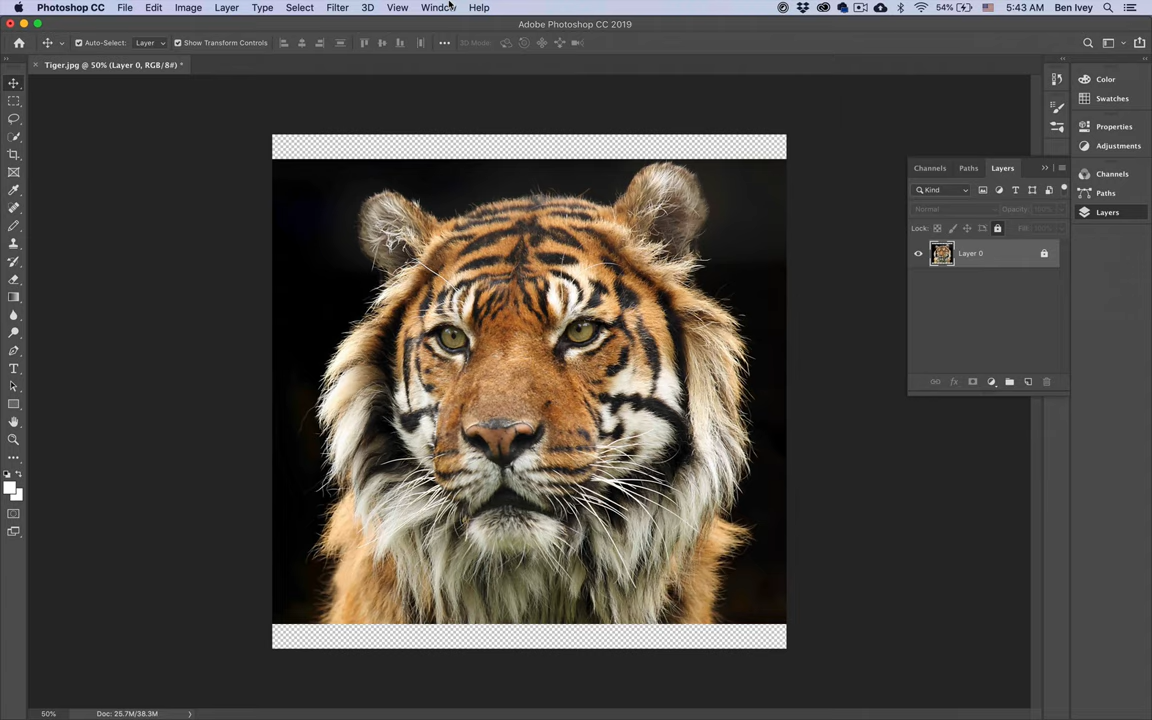 Photoshop CC File Edit Image Layer Type Select Filter 3D View Window Help 54% 5:43 AM Ben Ivey
Adobe Photoshop CC 2019
Auto-Select: Layer Show Transform Controls 3D Mode:
Tiger.jpg @ 50% (Layer 0, RGB/8#) *
Color
Swatches
Properties
Adjustments
Channels
Paths
Layers
Channels Paths Layers
Kind
Normal Opacity: 100%
Lock: Fill: 100%
Layer 0
50% Doc: 25.7M/38.3M